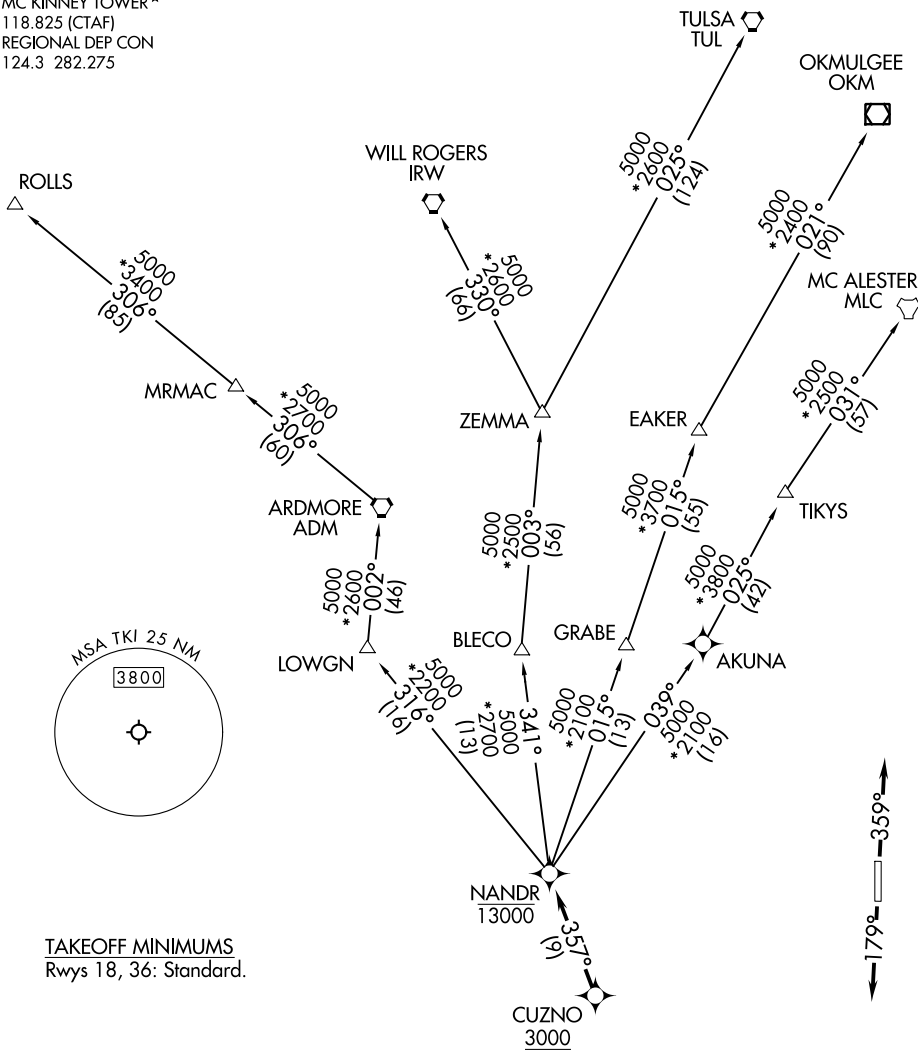 MC KINNEY TOWER*
118.825 (CTAF)
REGIONAL DEP CON
124.3 282.275
TULSA
TUL
OKMULGEE
OKM
WILL ROGERS
IRW
ROLLS
5000
*2600
025°
(124)
5000
*2400
021°
(90)
5000
*3400
306°
(85)
5000
*2600
330°
(66)
MC ALESTER
MLC
MRMAC
5000
*2700
306°
(60)
ZEMMA
EAKER
5000
*2500
031°
(57)
ARDMORE
ADM
5000
*2500
003°
(56)
5000
*3700
015°
(55)
TIKYS
5000
*2600
002°
(46)
5000
*3800
025°
(42)
MSA TKI 25 NM
3800
LOWGN
BLECO
GRABE
AKUNA
5000
*2200
316°
(16)
341°
5000
*2700
(13)
5000
*2100
015°
(13)
039°
5000
*2100
(16)
359°
179°
NANDR
13000
357°
(9)
TAKEOFF MINIMUMS
Rwys 18, 36: Standard.
CUZNO
3000